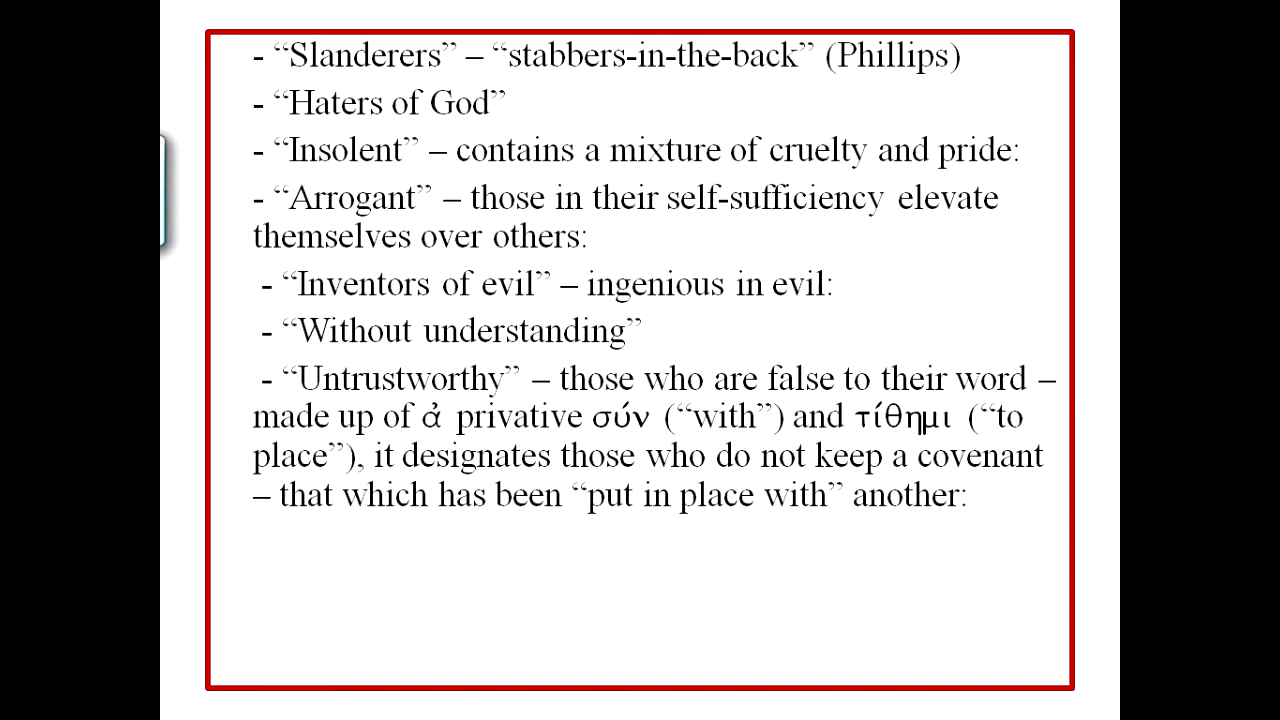 - “Slanderers” – “stabbers-in-the-back” (Phillips)
- “Haters of God”
- “Insolent” – contains a mixture of cruelty and pride:
- “Arrogant” – those in their self-sufficiency elevate
themselves over others:
- “Inventors of evil” – ingenious in evil:
- “Without understanding”
- “Untrustworthy” – those who are false to their word –
made up of ἀ privative σύν (“with”) and τίθημι (“to
place”), it designates those who do not keep a covenant
– that which has been “put in place with” another: